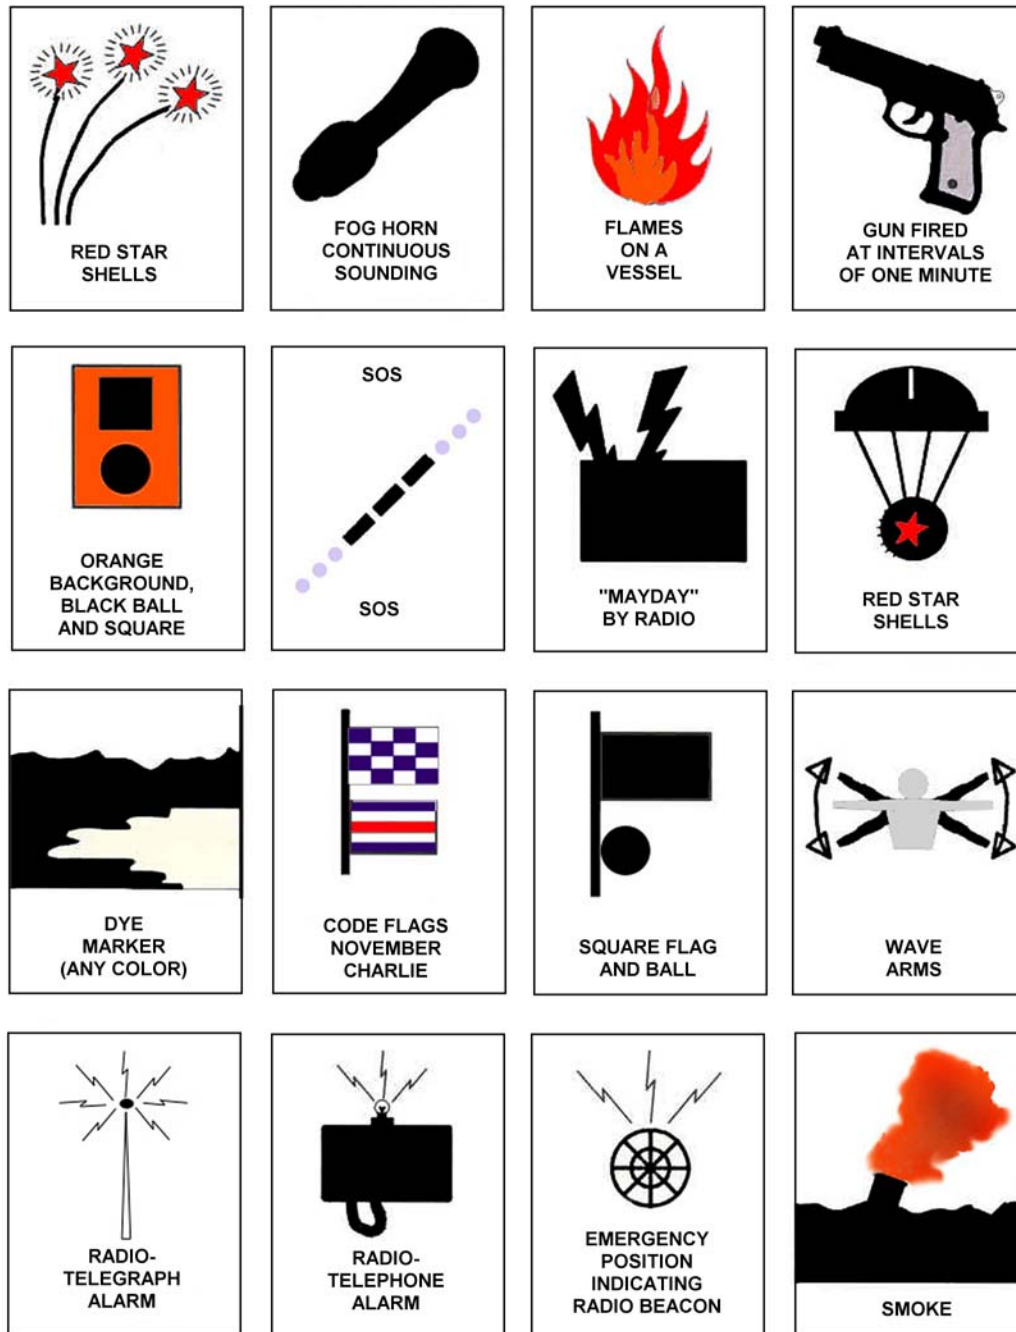 RED STAR
SHELLS
FOG HORN
CONTINUOUS
SOUNDING
FLAMES
ON A
VESSEL
GUN FIRED
AT INTERVALS
OF ONE MINUTE
ORANGE
BACKGROUND,
BLACK BALL
AND SQUARE
SOS
SOS
"MAYDAY"
BY RADIO
RED STAR
SHELLS
DYE
MARKER
(ANY COLOR)
CODE FLAGS
NOVEMBER
CHARLIE
SQUARE FLAG
AND BALL
WAVE
ARMS
RADIO-
TELEGRAPH
ALARM
RADIO-
TELEPHONE
ALARM
EMERGENCY
POSITION
INDICATING
RADIO BEACON
SMOKE